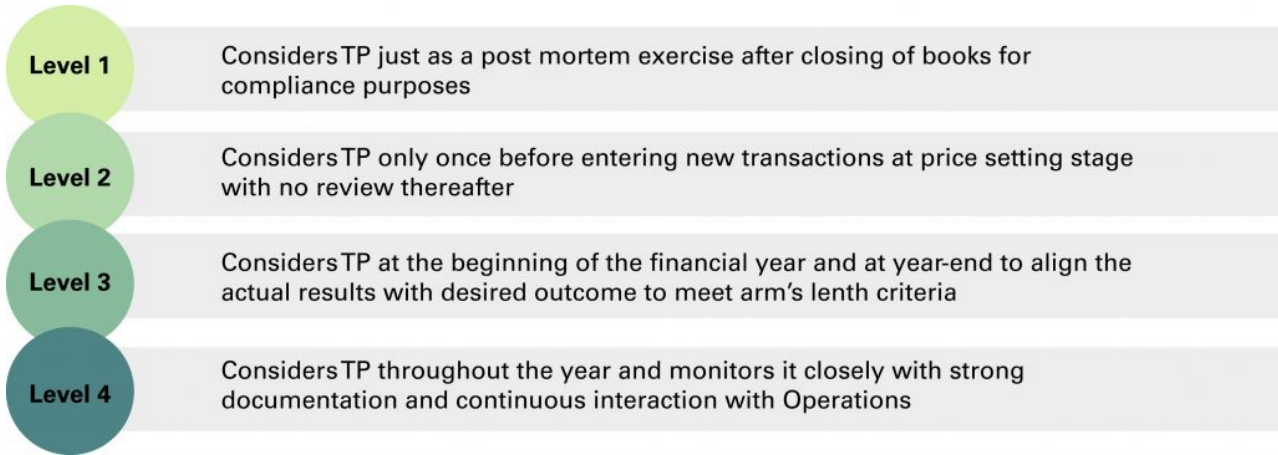 Level 1
Considers TP just as a post mortem exercise after closing of books for
compliance purposes
Level 2
Considers TP only once before entering new transactions at price setting stage
with no review thereafter
Level 3
Considers TP at the beginning of the financial year and at year-end to align the
actual results with desired outcome to meet arm's lenth criteria
Level 4
Considers TP throughout the year and monitors it closely with strong
documentation and continuous interaction with Operations